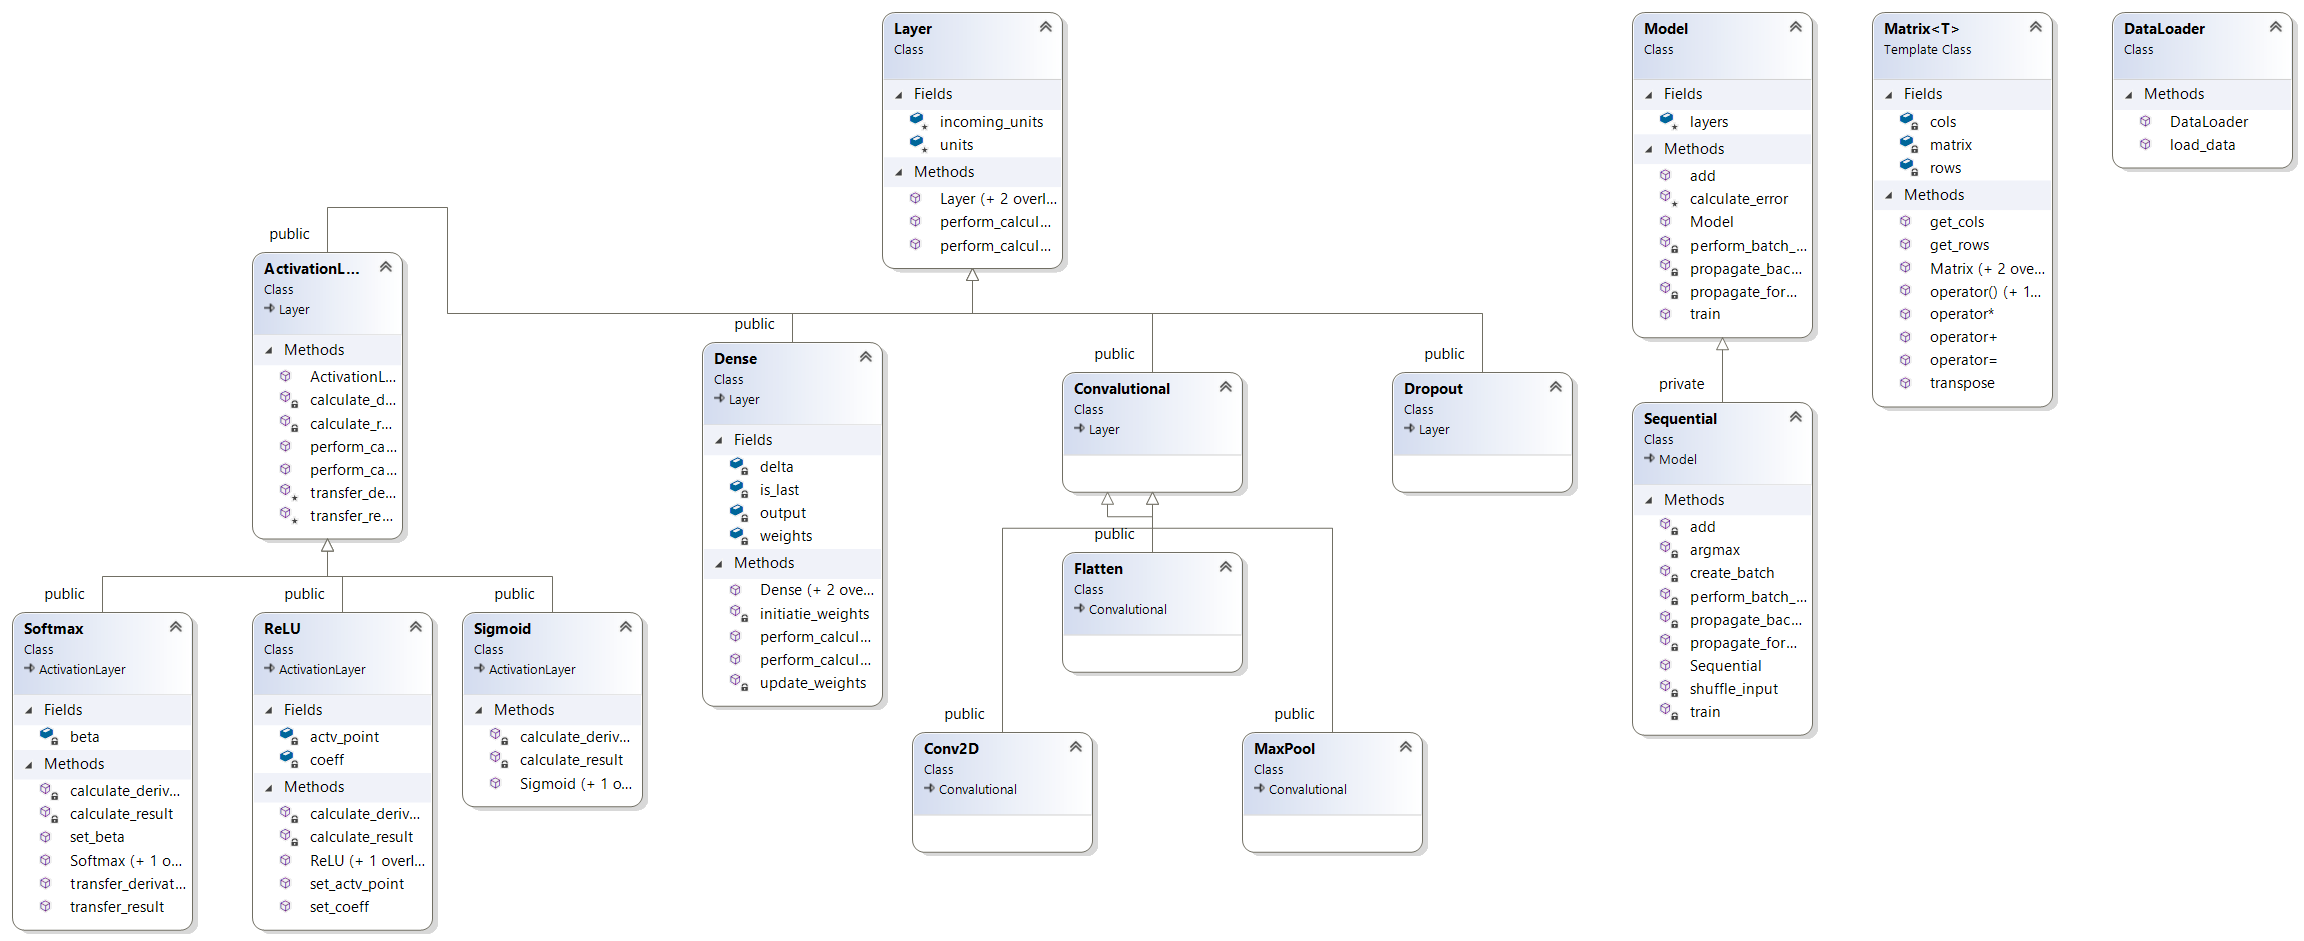 Layer
Class
Fields
incoming_units
units
Methods
Layer (+ 2 overl...
perform_calcul...
perform_calcul...
Model
Class
Fields
layers
Methods
add
calculate_error
Model
perform_batch_...
propagate_bac...
propagate_for...
train
Matrix<T>
Template Class
Fields
cols
matrix
rows
Methods
get_cols
get_rows
Matrix (+ 2 ove...
operator() (+ 1...
operator*
operator+
operator=
transpose
DataLoader
Class
Methods
DataLoader
load_data
public
ActivationL...
Class
Layer
Methods
ActivationL...
calculate_d...
calculate_r...
perform_ca...
perform_ca...
transfer_de...
transfer_re...
public
Dense
Class
Layer
Fields
delta
is_last
output
weights
Methods
Dense (+ 2 ove...
initiatie_weights
perform_calcul...
perform_calcul...
update_weights
public
Convalutional
Class
Layer
public
Dropout
Class
Layer
private
Sequential
Class
Model
Methods
add
argmax
create_batch
perform_batch_...
propagate_bac...
propagate_for...
Sequential
shuffle_input
train
public
Flatten
Class
Convalutional
public
Softmax
Class
ActivationLayer
Fields
beta
Methods
calculate_deriv...
calculate_result
set_beta
Softmax (+ 1 o...
transfer_derivat...
transfer_result
public
ReLU
Class
ActivationLayer
Fields
actv_point
coeff
Methods
calculate_deriv...
calculate_result
ReLU (+ 1 overl...
set_actv_point
set_coeff
public
Sigmoid
Class
ActivationLayer
Methods
calculate_deriv...
calculate_result
Sigmoid (+ 1 o...
public
Conv2D
Class
Convalutional
public
MaxPool
Class
Convalutional